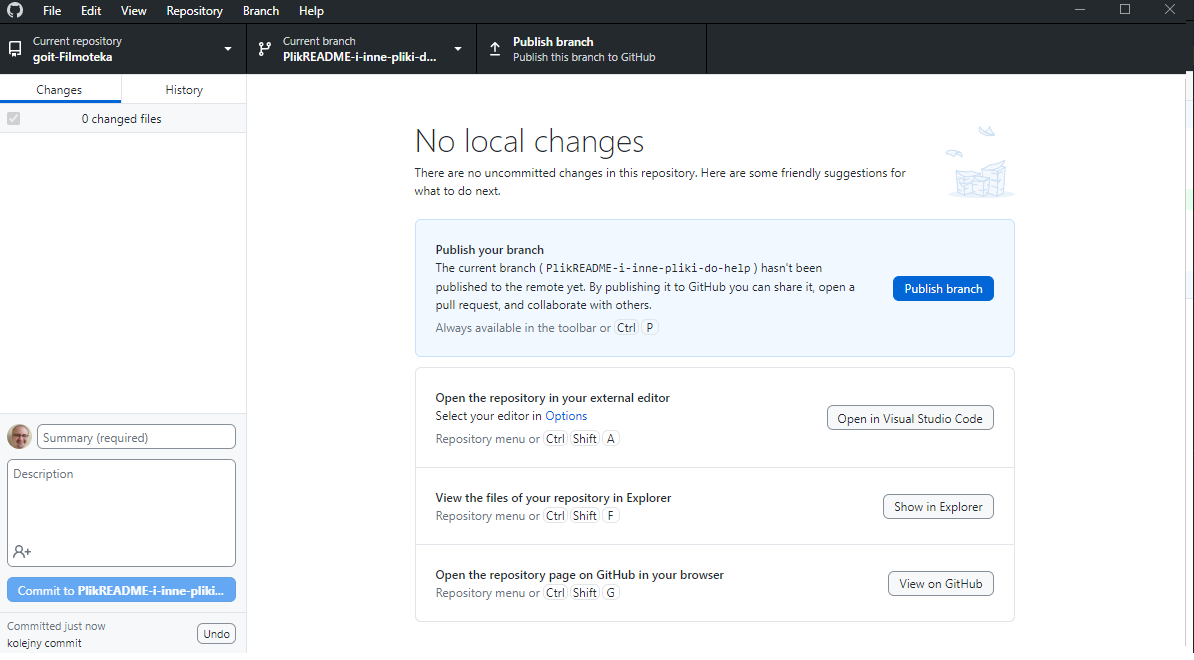 File Edit View Repository Branch Help
Current repository
goit-Filmoteka
Current branch
PlikREADME-i-inne-pliki-d...
Publish branch
Publish this branch to GitHub
Changes
History
0 changed files
No local changes
There are no uncommitted changes in this repository. Here are some friendly suggestions for
what to do next.
Publish your branch
The current branch ( PlikREADME-i-inne-pliki-do-help ) hasn't been
published to the remote yet. By publishing it to GitHub you can share it, open a
pull request, and collaborate with others.
Always available in the toolbar or Ctrl P
Publish branch
Open the repository in your external editor
Select your editor in Options
Repository menu or Ctrl Shift A
Open in Visual Studio Code
View the files of your repository in Explorer
Repository menu or Ctrl Shift F
Show in Explorer
Open the repository page on GitHub in your browser
Repository menu or Ctrl Shift G
View on GitHub
Summary (required)
Description
Commit to PlikREADME-i-inne-pliki...
Committed just now
kolejny commit
Undo